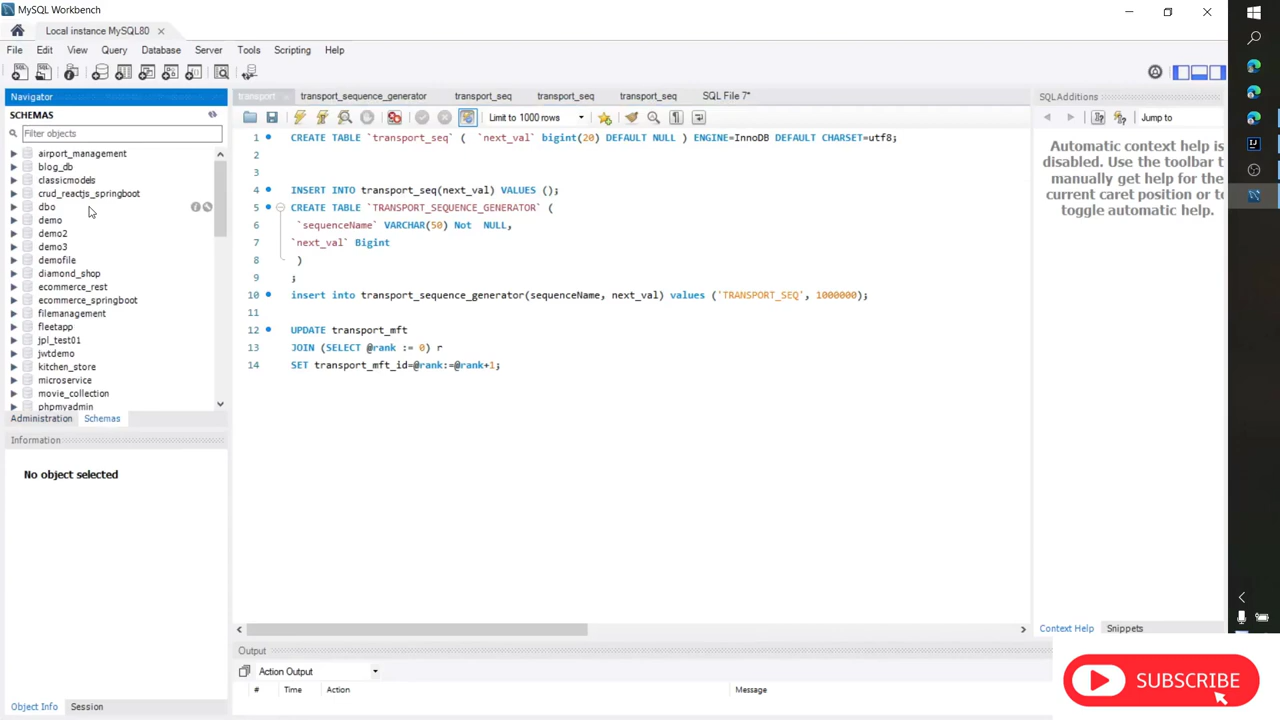 MySQL Workbench
Local instance MySQL80
File Edit View Query Database Server Tools Scripting Help
Navigator
SCHEMAS
Filter objects
airport_management
blog_db
classicmodels
crud_reactjs_springboot
dbo
demo
demo2
demo3
demofile
diamond_shop
ecommerce_rest
ecommerce_springboot
filemanagement
fleetapp
jpl_test01
jwtdemo
kitchen_store
microservice
movie_collection
phpmyadmin
Administration Schemas
Information
No object selected
Object Info Session
transport transport_sequence_generator transport_seq transport_seq transport_seq SQL File 7*
Limit to 1000 rows
1 CREATE TABLE `transport_seq` ( `next_val` bigint(20) DEFAULT NULL ) ENGINE=InnoDB DEFAULT CHARSET=utf8;
2
3
4 INSERT INTO transport_seq(next_val) VALUES ();
5 CREATE TABLE `TRANSPORT_SEQUENCE_GENERATOR` (
6 `sequenceName` VARCHAR(50) Not NULL,
7 `next_val` Bigint
8 )
9 ;
10 insert into transport_sequence_generator(sequenceName, next_val) values ('TRANSPORT_SEQ', 1000000);
11
12 UPDATE transport_mft
13 JOIN (SELECT @rank := 0) r
14 SET transport_mft_id=@rank:=@rank+1;
Output
Action Output
# Time Action Message
SQLAdditions
Jump to
Automatic context help is
disabled. Use the toolbar t
manually get help for the
current caret position or to
toggle automatic help.
Context Help Snippets
SUBSCRIBE